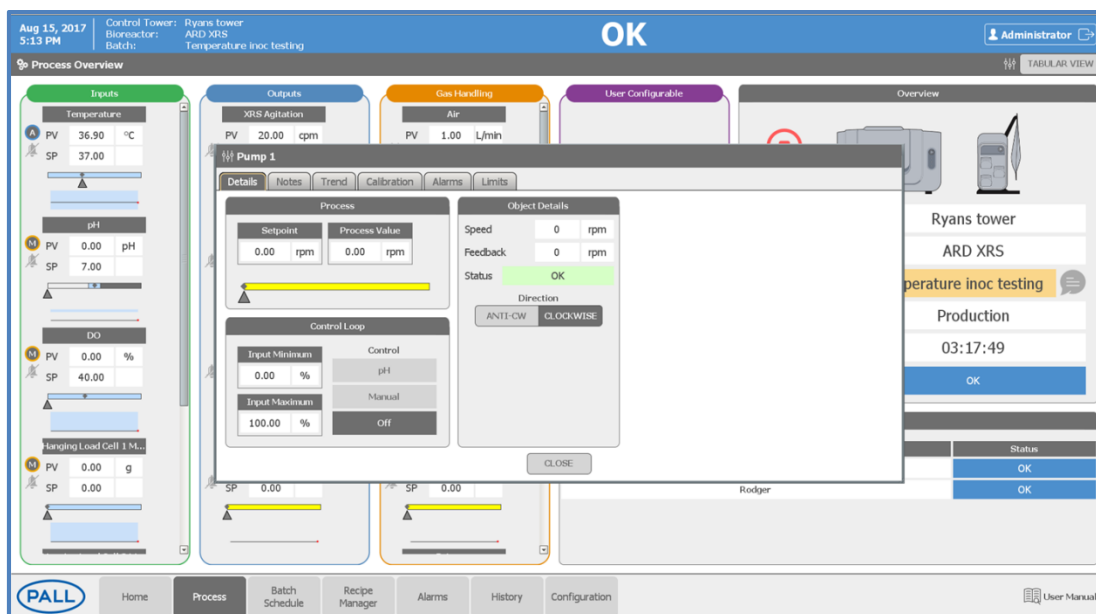 Aug 15, 2017
5:13 PM
Control Tower: Ryans tower
Bioreactor: ARD XRS
Batch: Temperature inoc testing
OK
Administrator
Process Overview
TABULAR VIEW
Inputs
Temperature
A PV 36.90 °C
SP 37.00
pH
M PV 0.00 pH
SP 7.00
DO
M PV 0.00 %
SP 40.00
Hanging Load Cell 1 M...
M PV 0.00 g
SP 0.00
Outputs
XRS Agitation
PV 20.00 cpm
SP 0.00
Gas Handling
Air
PV 1.00 L/min
SP 0.00
User Configurable
Pump 1
Details Notes Trend Calibration Alarms Limits
Process
Setpoint Process Value
0.00 rpm 0.00 rpm
Control Loop
Input Minimum
0.00 %
Input Maximum
100.00 %
Control
pH
Manual
Off
Object Details
Speed 0 rpm
Feedback 0 rpm
Status OK
Direction
ANTI-CW CLOCKWISE
CLOSE
Overview
Ryans tower
ARD XRS
perature inoc testing
Production
03:17:49
OK
Status
OK
Rodger OK
PALL
Home
Process
Batch
Schedule
Recipe
Manager
Alarms
History
Configuration
User Manual